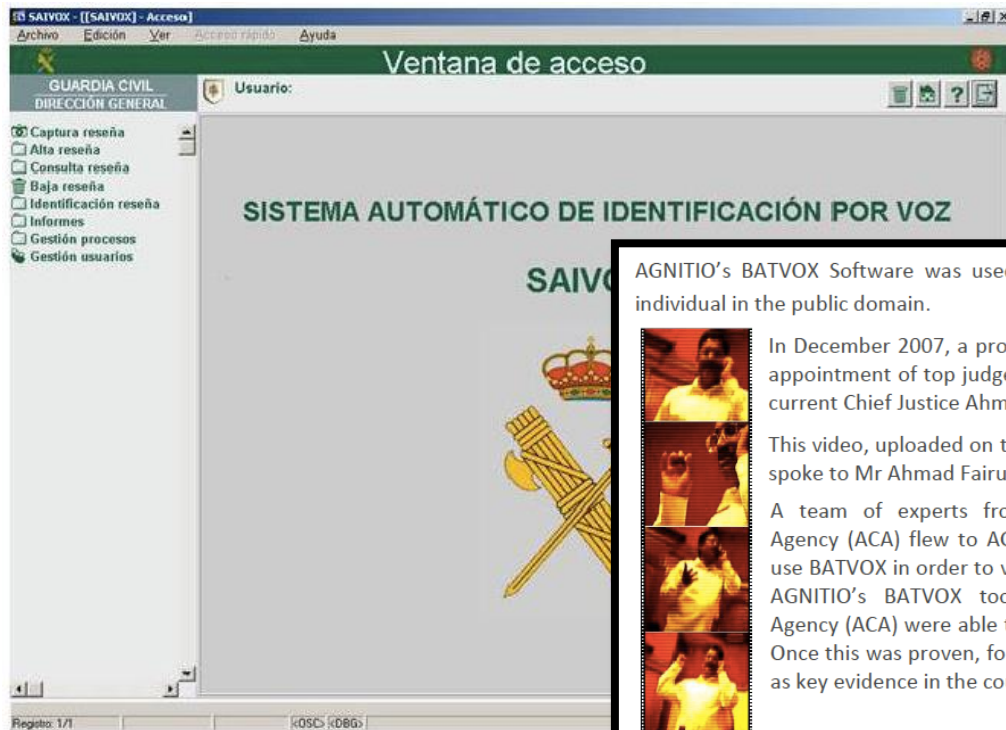 SAIVOX - [[SAIVOX] - Acceso]
Archivo Edición Ver Acceso rápido Ayuda
Ventana de acceso
GUARDIA CIVIL
DIRECCIÓN GENERAL
Usuario:
?
Captura reseña
Alta reseña
Consulta reseña
Baja reseña
Identificación reseña
Informes
Gestión procesos
Gestión usuarios
SISTEMA AUTOMÁTICO DE IDENTIFICACIÓN POR VOZ
SAIV
Registro: 1/1
<OSC> <DBG>
AGNITIO's BATVOX Software was use
individual in the public domain.
In December 2007, a pro
appointment of top judge
current Chief Justice Ahm
This video, uploaded on t
spoke to Mr Ahmad Fairu
A team of experts fro
Agency (ACA) flew to AG
use BATVOX in order to v
AGNITIO's BATVOX too
Agency (ACA) were able t
Once this was proven, fo
as key evidence in the co